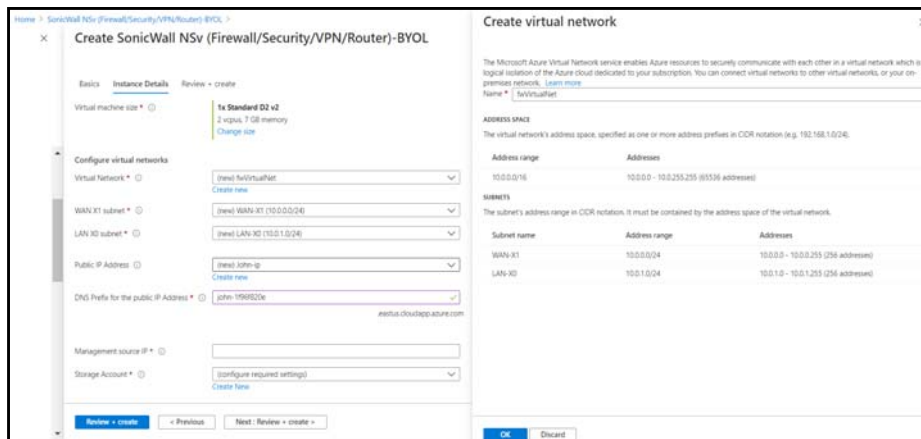 Home > SonicWall NSv (Firewall/Security/VPN/Router)-BYOL >
Create SonicWall NSv (Firewall/Security/VPN/Router)-BYOL
Basics Instance Details Review + create
Virtual machine size *
1x Standard D2 v2
2 vcpus, 7 GB memory
Change size
Configure virtual networks
Virtual Network *
(new) fwVirtualNet
Create new
WAN X1 subnet *
(new) WAN-X1 (10.0.0.0/24)
LAN X0 subnet *
(new) LAN-X0 (10.0.1.0/24)
Public IP Address *
(new) John-ip
Create new
DNS Prefix for the public IP Address *
.eastus.cloudapp.azure.com
Management source IP *
Storage Account *
(configure required settings)
Create New
Review + create
< Previous
Next : Review + create >
Create virtual network
The Microsoft Azure Virtual Network service enables Azure resources to securely communicate with each other in a virtual network which is
logical isolation of the Azure cloud dedicated to your subscription. You can connect virtual networks to other virtual networks, or your on-
premises network. Learn more
Name * fwVirtualNet
ADDRESS SPACE
The virtual network's address space, specified as one or more address prefixes in CIDR notation (e.g. 192.168.1.0/24).
Address range Addresses
10.0.0.0/16 10.0.0.0 - 10.0.255.255 (65536 addresses)
SUBNETS
The subnet's address range in CIDR notation. It must be contained by the address space of the virtual network.
Subnet name Address range Addresses
WAN-X1 10.0.0.0/24 10.0.0.0 - 10.0.0.255 (256 addresses)
LAN-X0 10.0.1.0/24 10.0.1.0 - 10.0.1.255 (256 addresses)
OK
Discard